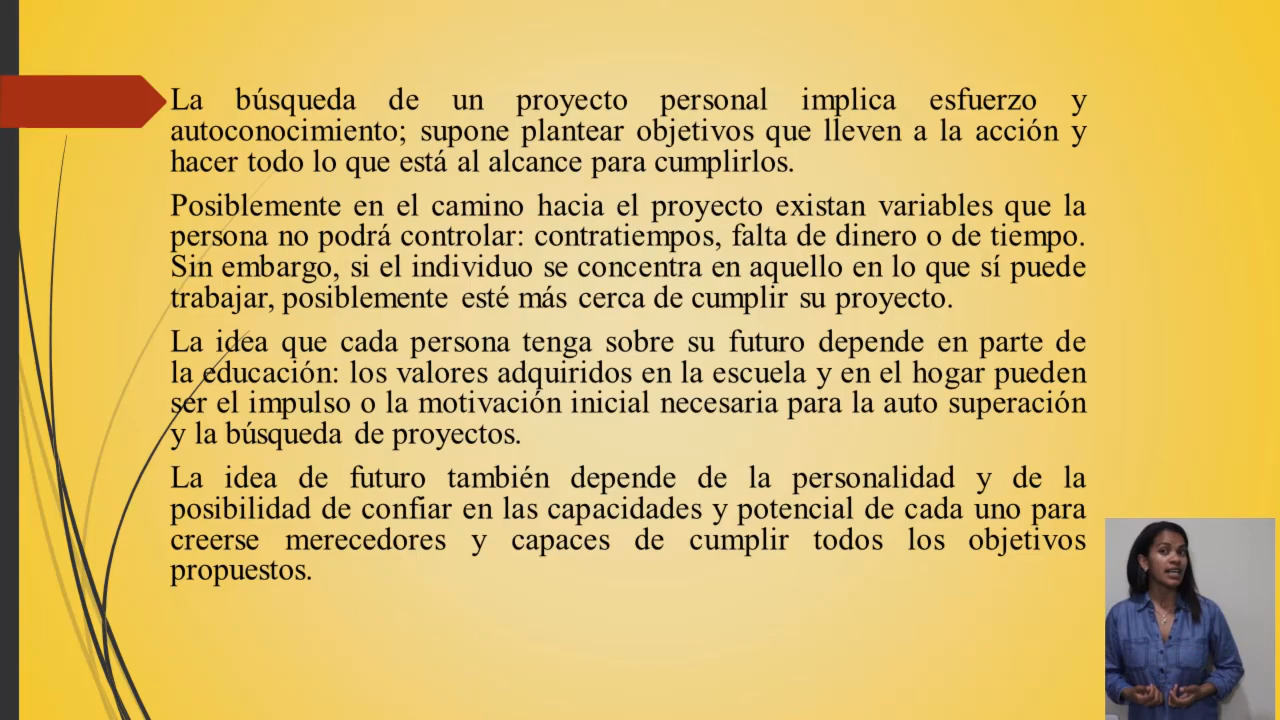 La búsqueda de un proyecto personal implica esfuerzo y
autoconocimiento; supone plantear objetivos que lleven a la acción y
hacer todo lo que está al alcance para cumplirlos.
Posiblemente en el camino hacia el proyecto existan variables que la
persona no podrá controlar: contratiempos, falta de dinero o de tiempo.
Sin embargo, si el individuo se concentra en aquello en lo que sí puede
trabajar, posiblemente esté más cerca de cumplir su proyecto.
La idea que cada persona tenga sobre su futuro depende en parte de
la educación: los valores adquiridos en la escuela y en el hogar pueden
ser el impulso o la motivación inicial necesaria para la auto superación
y la búsqueda de proyectos.
La idea de futuro también depende de la personalidad y de la
posibilidad de confiar en las capacidades y potencial de cada uno para
creerse merecedores y capaces de cumplir todos los objetivos
propuestos.